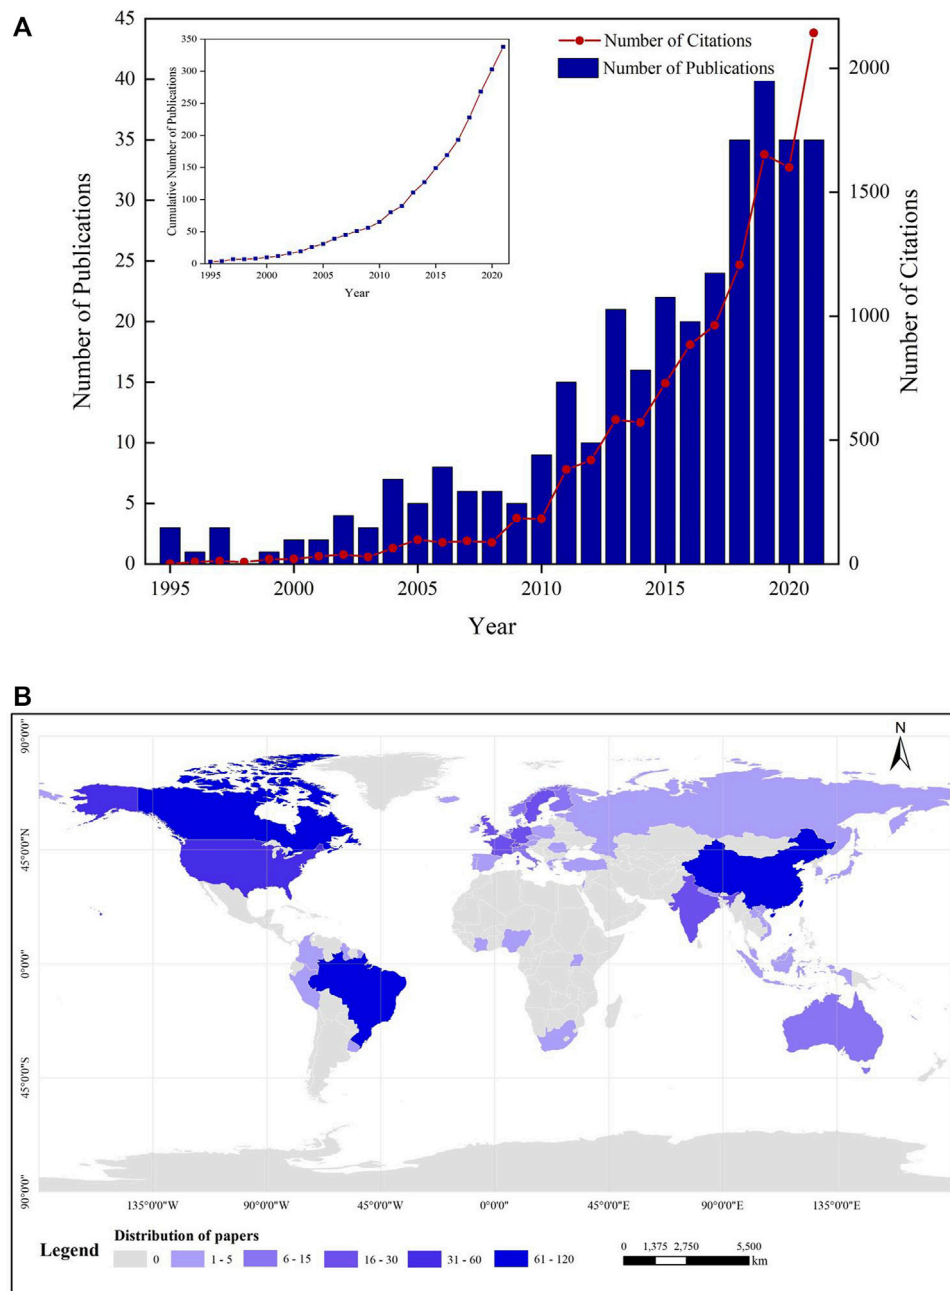 A
Number of Citations
Number of Publications
45
40
35
30
25
20
15
10
5
0
Number of Publications
2000
1500
1000
500
0
Number of Citations
1995 2000 2005 2010 2015 2020
Year
350
300
250
200
150
100
50
0
Cumulative Number of Publications
1995 2000 2005 2010 2015 2020
Year
B
N
90°0'0"
45°0'0"N
0°0'0"
45°0'0"S
90°0'0"
135°0'0"W 90°0'0"W 45°0'0"W 0°0'0" 45°0'0"E 90°0'0"E 135°0'0"E
Distribution of papers
Legend
0 1 - 5 6 - 15 16 - 30 31 - 60 61 - 120
0 1,375 2,750 5,500
km